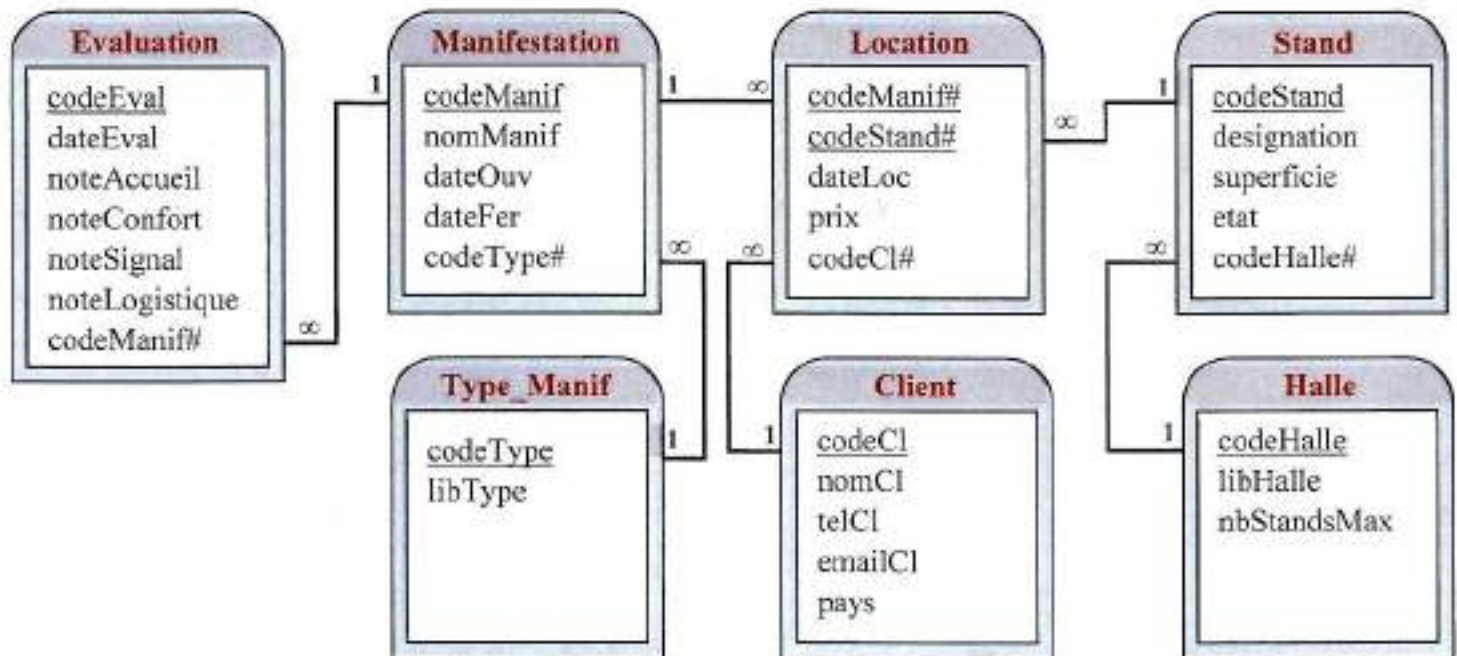 Evaluation
codeEval
dateEval
noteAccueil
noteConfort
noteSignal
noteLogistique
codeManif#
∞
1
Manifestation
codeManif
nomManif
dateOuv
dateFer
codeType#
1
∞
∞
Location
codeManif#
codeStand#
dateLoc
prix
codeCl#
∞
∞
1
Stand
codeStand
designation
superficie
etat
codeHalle#
∞
Type_Manif
codeType
libType
1
Client
codeCl
nomCl
telCl
emailCl
pays
1
Halle
codeHalle
libHalle
nbStandsMax
1